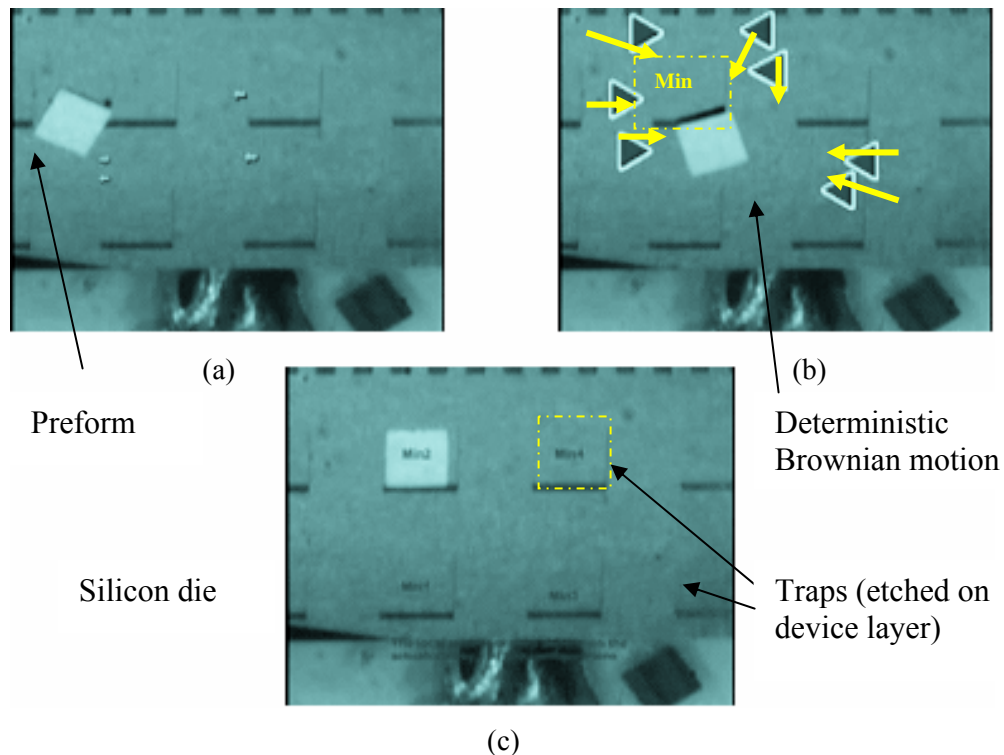 Min
(a)
(b)
Preform
Deterministic
Brownian motion
Min2
Min4
Silicon die
Traps (etched on
device layer)
Min1
Min3
(c)